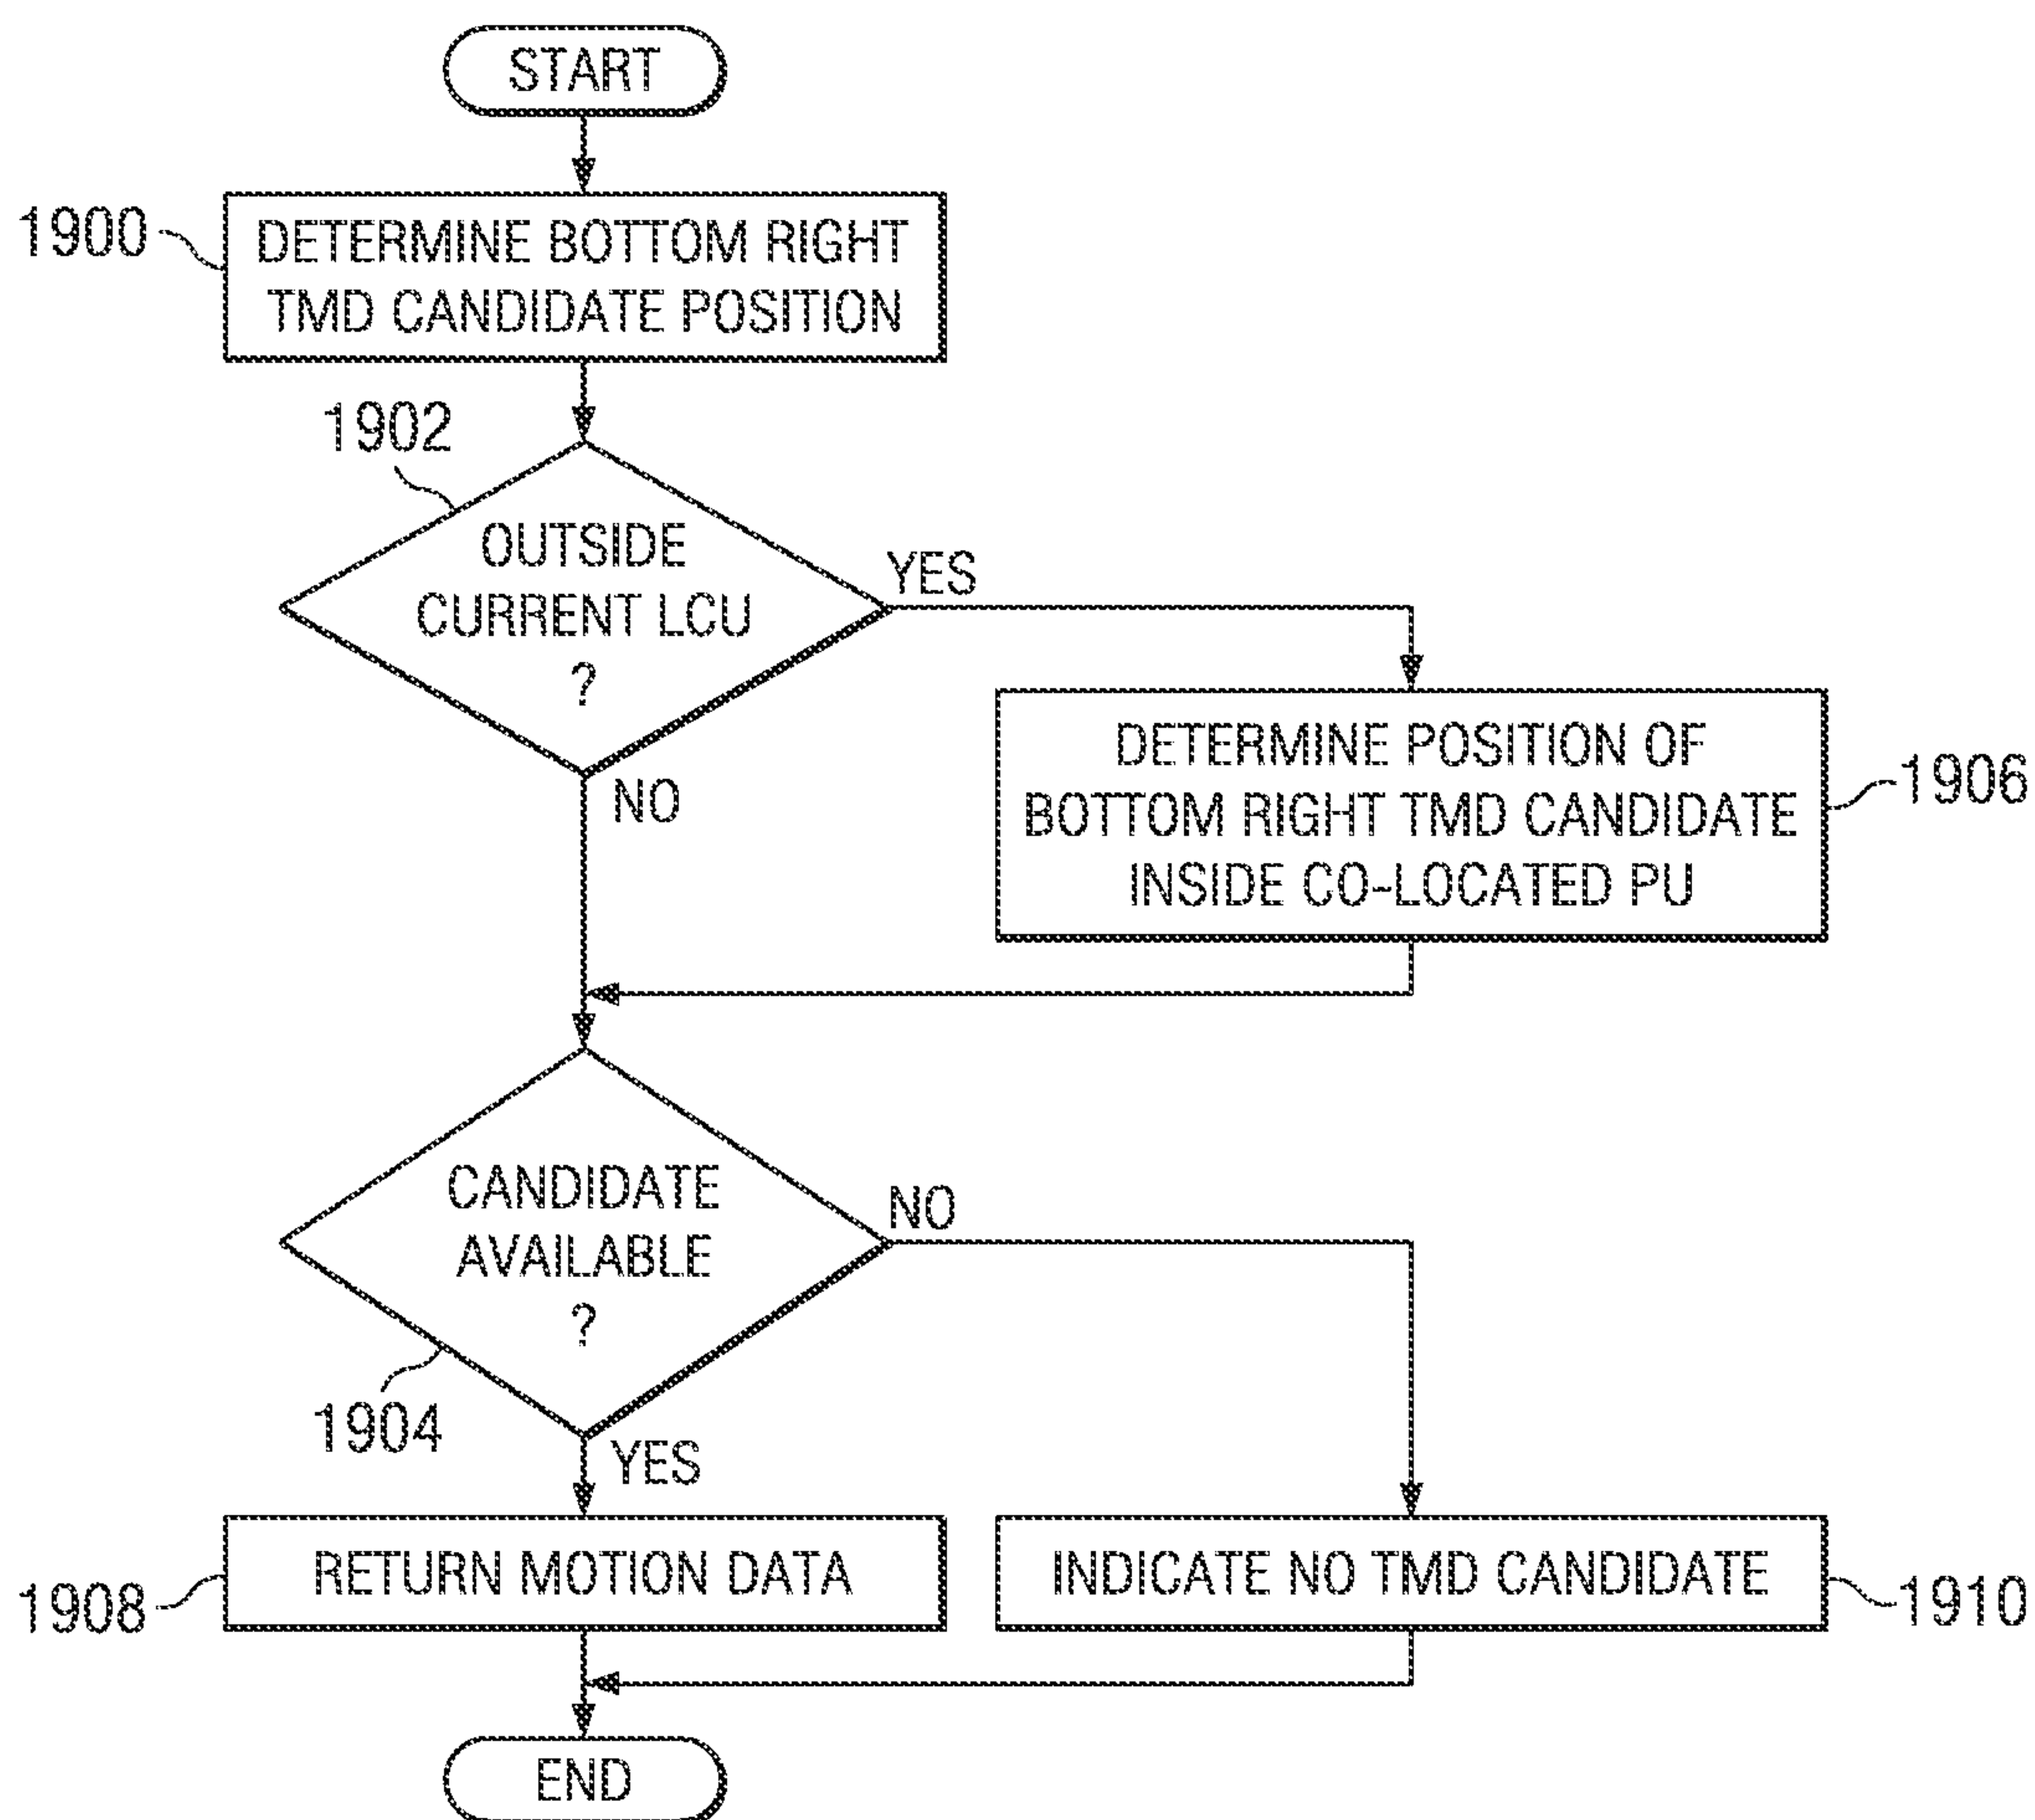 START
1900
DETERMINE BOTTOM RIGHT
TMD CANDIDATE POSITION
1902
OUTSIDE
CURRENT LCU
?
YES
NO
DETERMINE POSITION OF
BOTTOM RIGHT TMD CANDIDATE
INSIDE CO-LOCATED PU
1906
CANDIDATE
AVAILABLE
?
NO
1904
YES
RETURN MOTION DATA
1908
INDICATE NO TMD CANDIDATE
1910
END